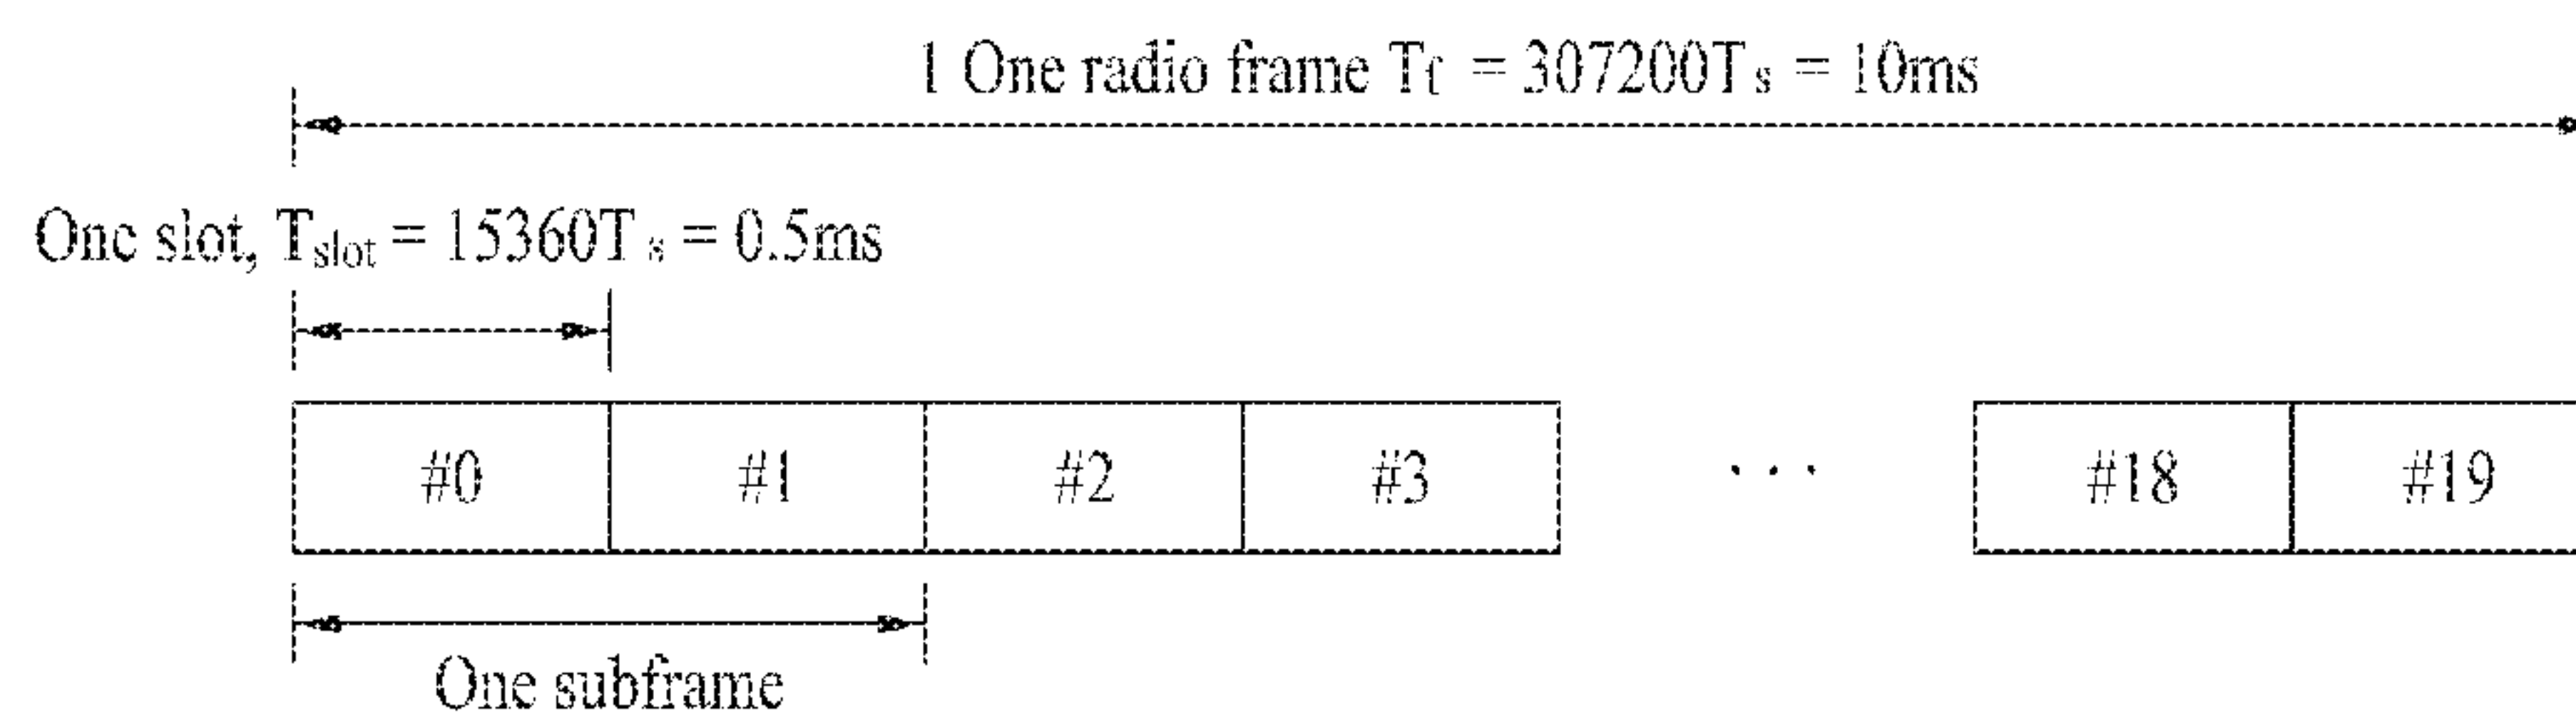 1 One radio frame Tf = 307200Ts = 10ms
One slot, Tslot = 15360Ts = 0.5ms
#0 #1 #2 #3 ... #18 #19
One subframe